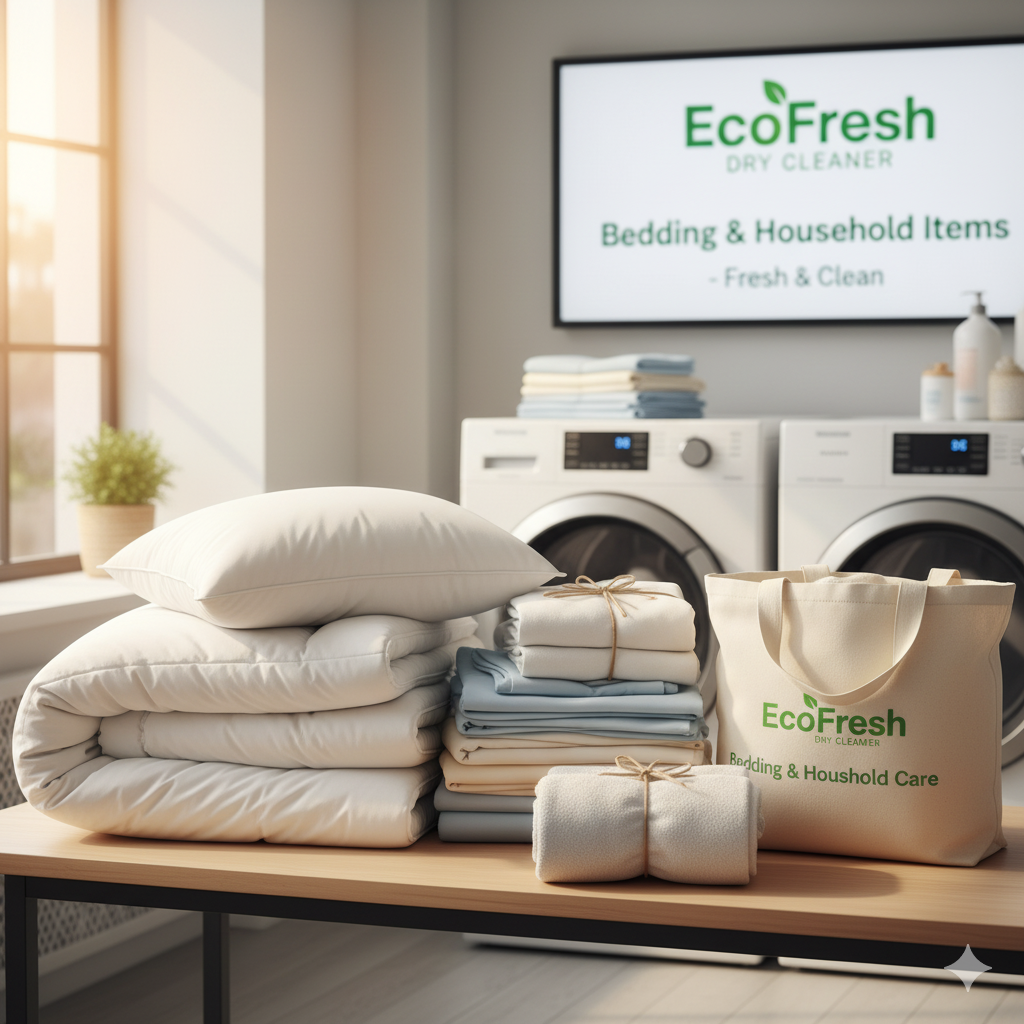 EcoFresh
DRY CLEANER
Bedding & Household Items
- Fresh & Clean
EcoFresh
DRY CLEANER
Bedding & Houshold Care